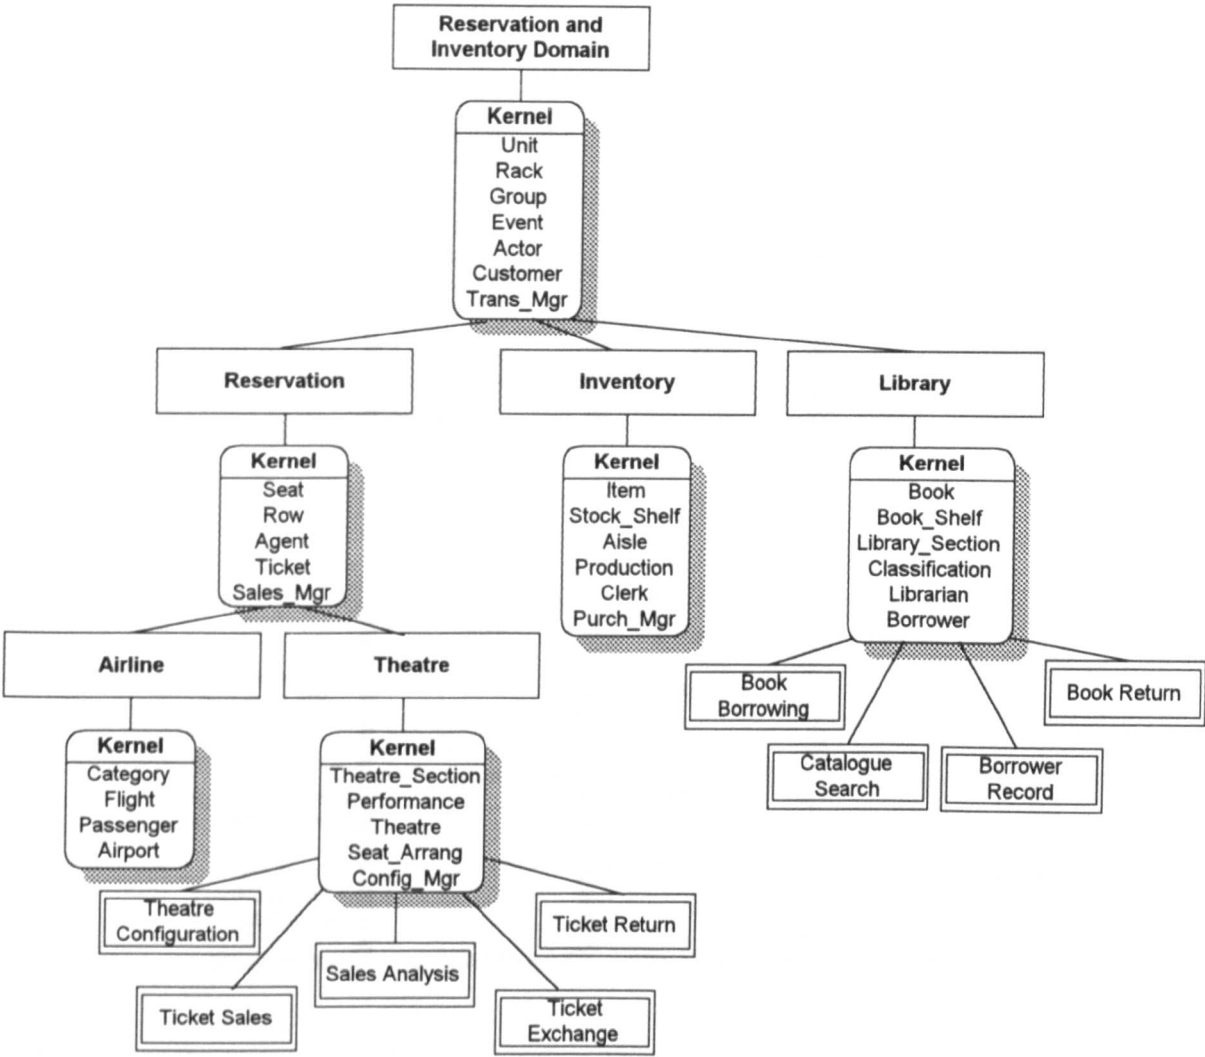 Reservation and
Inventory Domain
Kernel
Unit
Rack
Group
Event
Actor
Customer
Trans_Mgr
Reservation
Inventory
Library
Kernel
Seat
Row
Agent
Ticket
Sales_Mgr
Kernel
Item
Stock_Shelf
Aisle
Production
Clerk
Purch_Mgr
Kernel
Book
Book_Shelf
Library_Section
Classification
Librarian
Borrower
Airline
Theatre
Book
Borrowing
Catalogue
Search
Borrower
Record
Book Return
Kernel
Category
Flight
Passenger
Airport
Kernel
Theatre_Section
Performance
Theatre
Seat_Arrang
Config_Mgr
Theatre
Configuration
Ticket Sales
Sales Analysis
Ticket
Exchange
Ticket Return